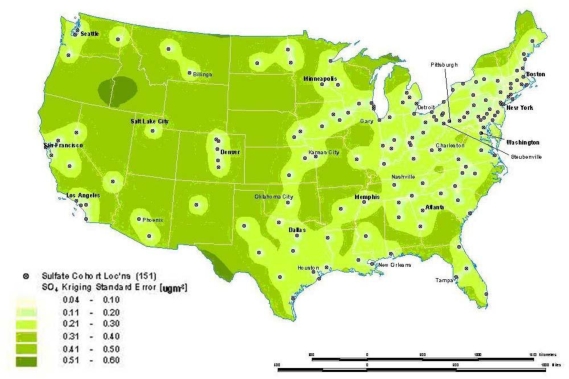 Seattle
Billings
Minneapolis
Pittsburgh
Boston
Detroit
New York
Salt Lake City
Gary
San Francisco
Denver
Kansas City
Charleston
Washington
Steubenville
Nashville
Los Angeles
Oklahoma City
Memphis
Phoenix
Atlanta
Dallas
Houston
New Orleans
Tampa
Sulfate Cohort Loc'ns (151)
SO₄ Kriging Standard Error [ugm
0.04 - 0.10
0.11 - 0.20
0.21 - 0.30
0.31 - 0.40
0.41 - 0.50
0.51 - 0.60